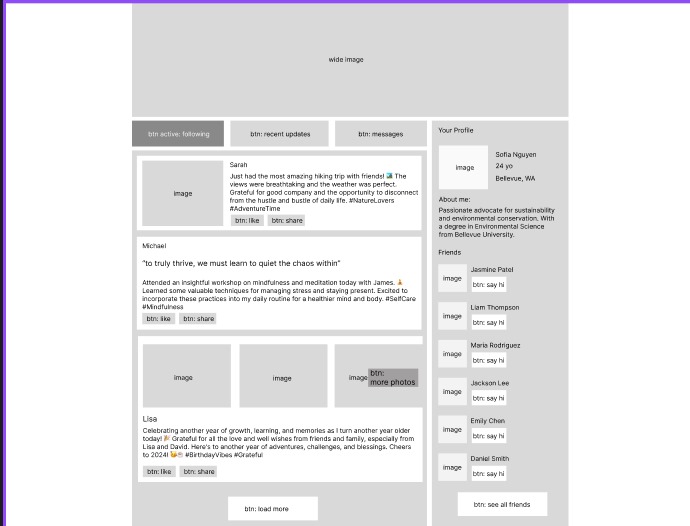 wide image
btn active: following
btn: recent updates
btn: messages
image
Sarah
Just had the most amazing hiking trip with friends! 🏞️ The
views were breathtaking and the weather was perfect.
Grateful for good company and the opportunity to disconnect
from the hustle and bustle of daily life. #NatureLovers
#AdventureTime
btn: like
btn: share
Michael
"to truly thrive, we must learn to quiet the chaos within"
Attended an insightful workshop on mindfulness and meditation today with James. 🧘
Learned some valuable techniques for managing stress and staying present. Excited to
incorporate these practices into my daily routine for a healthier mind and body. #SelfCare
#Mindfulness
btn: like
btn: share
image
image
image
btn:
more photos
Lisa
Celebrating another year of growth, learning, and memories as I turn another year older
today! 🎉 Grateful for all the love and well wishes from friends and family, especially from
Lisa and David. Here's to another year of adventures, challenges, and blessings. Cheers
to 2024! 🥳🎂 #BirthdayVibes #Grateful
btn: like
btn: share
btn: load more
Your Profile
image
Sofia Nguyen
24 yo
Bellevue, WA
About me:
Passionate advocate for sustainability
and environmental conservation. With
a degree in Environmental Science
from Bellevue University.
Friends
image
Jasmine Patel
btn: say hi
image
Liam Thompson
btn: say hi
image
Maria Rodriguez
btn: say hi
image
Jackson Lee
btn: say hi
image
Emily Chen
btn: say hi
image
Daniel Smith
btn: say hi
btn: see all friends